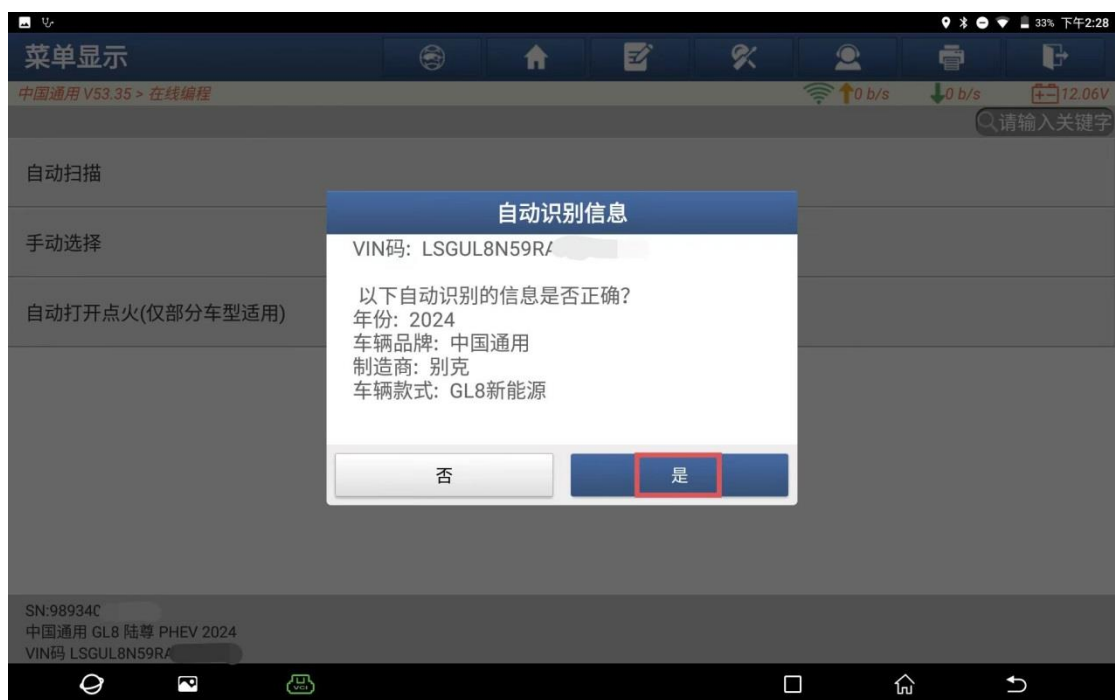 33% 下午2:28
菜单显示
中国通用 V53.35 > 在线编程
0 b/s
0 b/s
12.06V
请输入关键字
自动扫描
手动选择
自动打开点火(仅部分车型适用)
自动识别信息
VIN码: LSGUL8N59RA
以下自动识别的信息是否正确?
年份: 2024
车辆品牌: 中国通用
制造商: 别克
车辆款式: GL8新能源
否
是
SN:989340
中国通用 GL8 陆尊 PHEV 2024
VIN码 LSGUL8N59RA
VCI